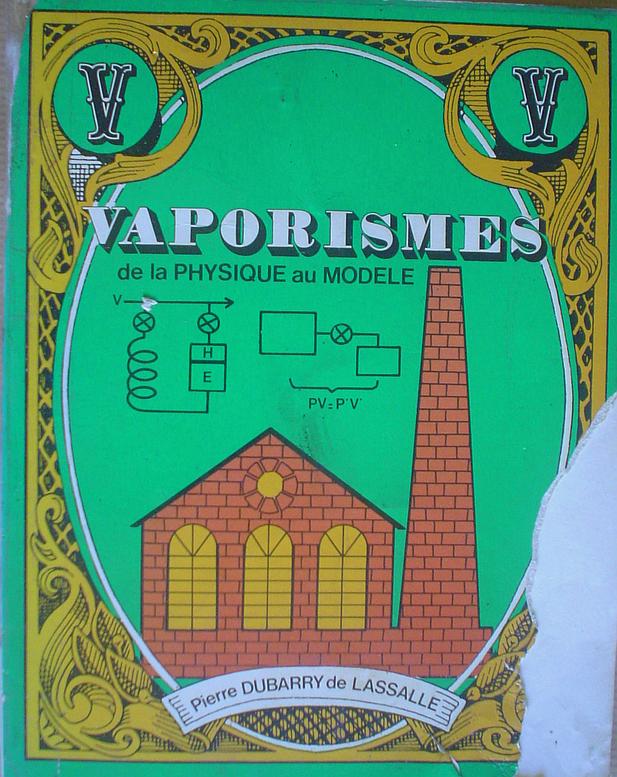 V V
VAPORISMES
de la PHYSIQUE au MODELE
V
H
E
PV=P'V'
Pierre DUBARRY de LASSALLE